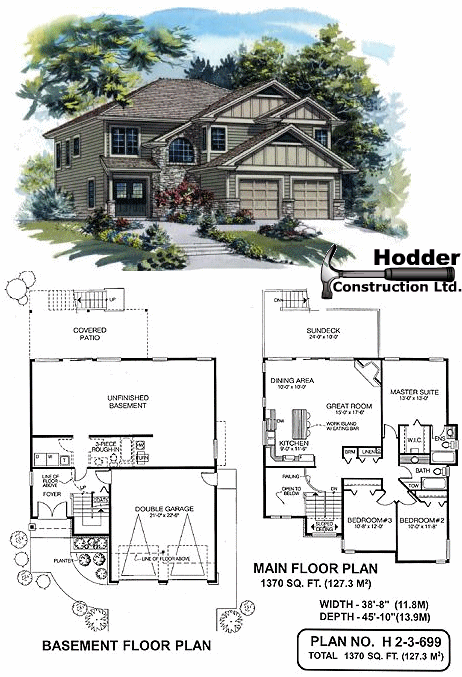 Hodder
Construction Ltd.
UP
COVERED
PATIO
UNFINISHED
BASEMENT
3-PIECE
ROUGH-IN
D
W
LINE OF
FLOOR
ABOVE
FOYER
UP
DOUBLE GARAGE
21'-0" x 22'-6"
LINE OF FLOOR ABOVE
PLANTER
BASEMENT FLOOR PLAN
DN
SUNDECK
24'-0" x 10'-0"
DINING AREA
10'-0" x 10'-0"
MASTER SUITE
13'-0" x 13'-0"
GREAT ROOM
15'-0" x 17'-6"
WORK ISLAND
W/EATING BAR
DW
KITCHEN
9'-0" x 11'-6"
W.I.C
ENS
BRM
LINEN
BATH
TOW
RAILING
OPEN TO
BELOW
DN
SLOPED
CEILING
BEDROOM#3
10'-8" x 12'-0"
BEDROOM#2
10'-0" x 11'-8"
MAIN FLOOR PLAN
1370 SQ. FT. (127.3 M²)
WIDTH - 38'-8" (11.8M)
DEPTH - 45'-10"(13.9M)
PLAN NO. H 2-3-699
TOTAL 1370 SQ.FT. (127.3 M²)